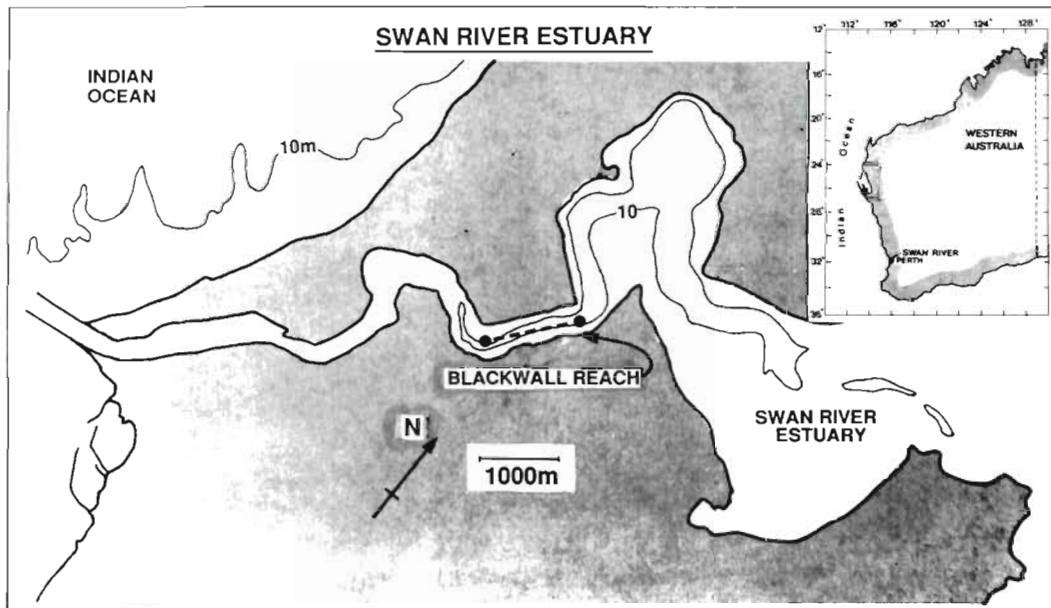 SWAN RIVER ESTUARY
INDIAN
OCEAN
10m
10
BLACKWALL REACH
N
1000m
SWAN RIVER
ESTUARY
112° 116° 120° 124° 128°
12°
16°
20°
24°
28°
32°
36°
WESTERN
AUSTRALIA
Indian Ocean
SWAN RIVER
PERTH